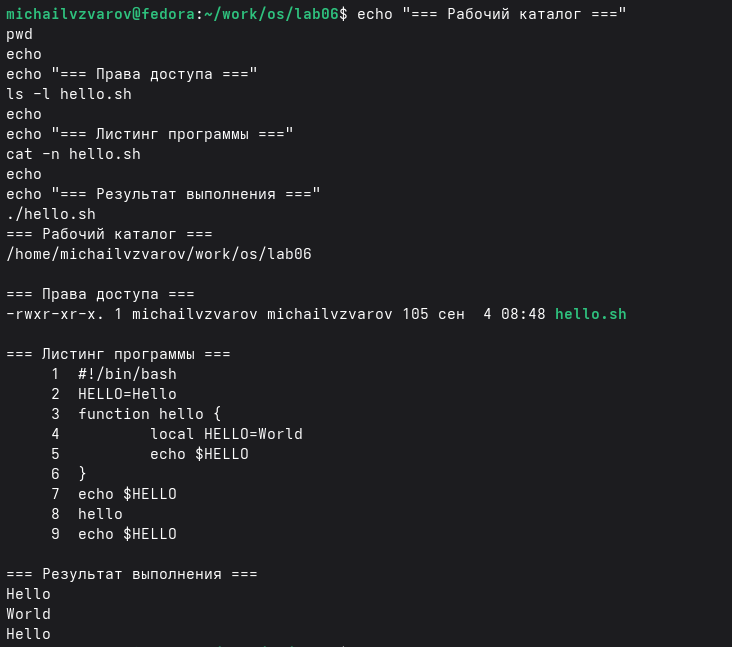 michailvzvarov@fedora:~/work/os/lab06$ echo "=== Рабочий каталог ==="
pwd
echo
echo "=== Права доступа ==="
ls -l hello.sh
echo
echo "=== Листинг программы ==="
cat -n hello.sh
echo
echo "=== Результат выполнения ==="
./hello.sh
=== Рабочий каталог ===
/home/michailvzvarov/work/os/lab06
=== Права доступа ===
-rwxr-xr-x. 1 michailvzvarov michailvzvarov 105 сен  4 08:48 hello.sh
=== Листинг программы ===
     1  #!/bin/bash
     2  HELLO=Hello
     3  function hello {
     4          local HELLO=World
     5          echo $HELLO
     6  }
     7  echo $HELLO
     8  hello
     9  echo $HELLO
=== Результат выполнения ===
Hello
World
Hello